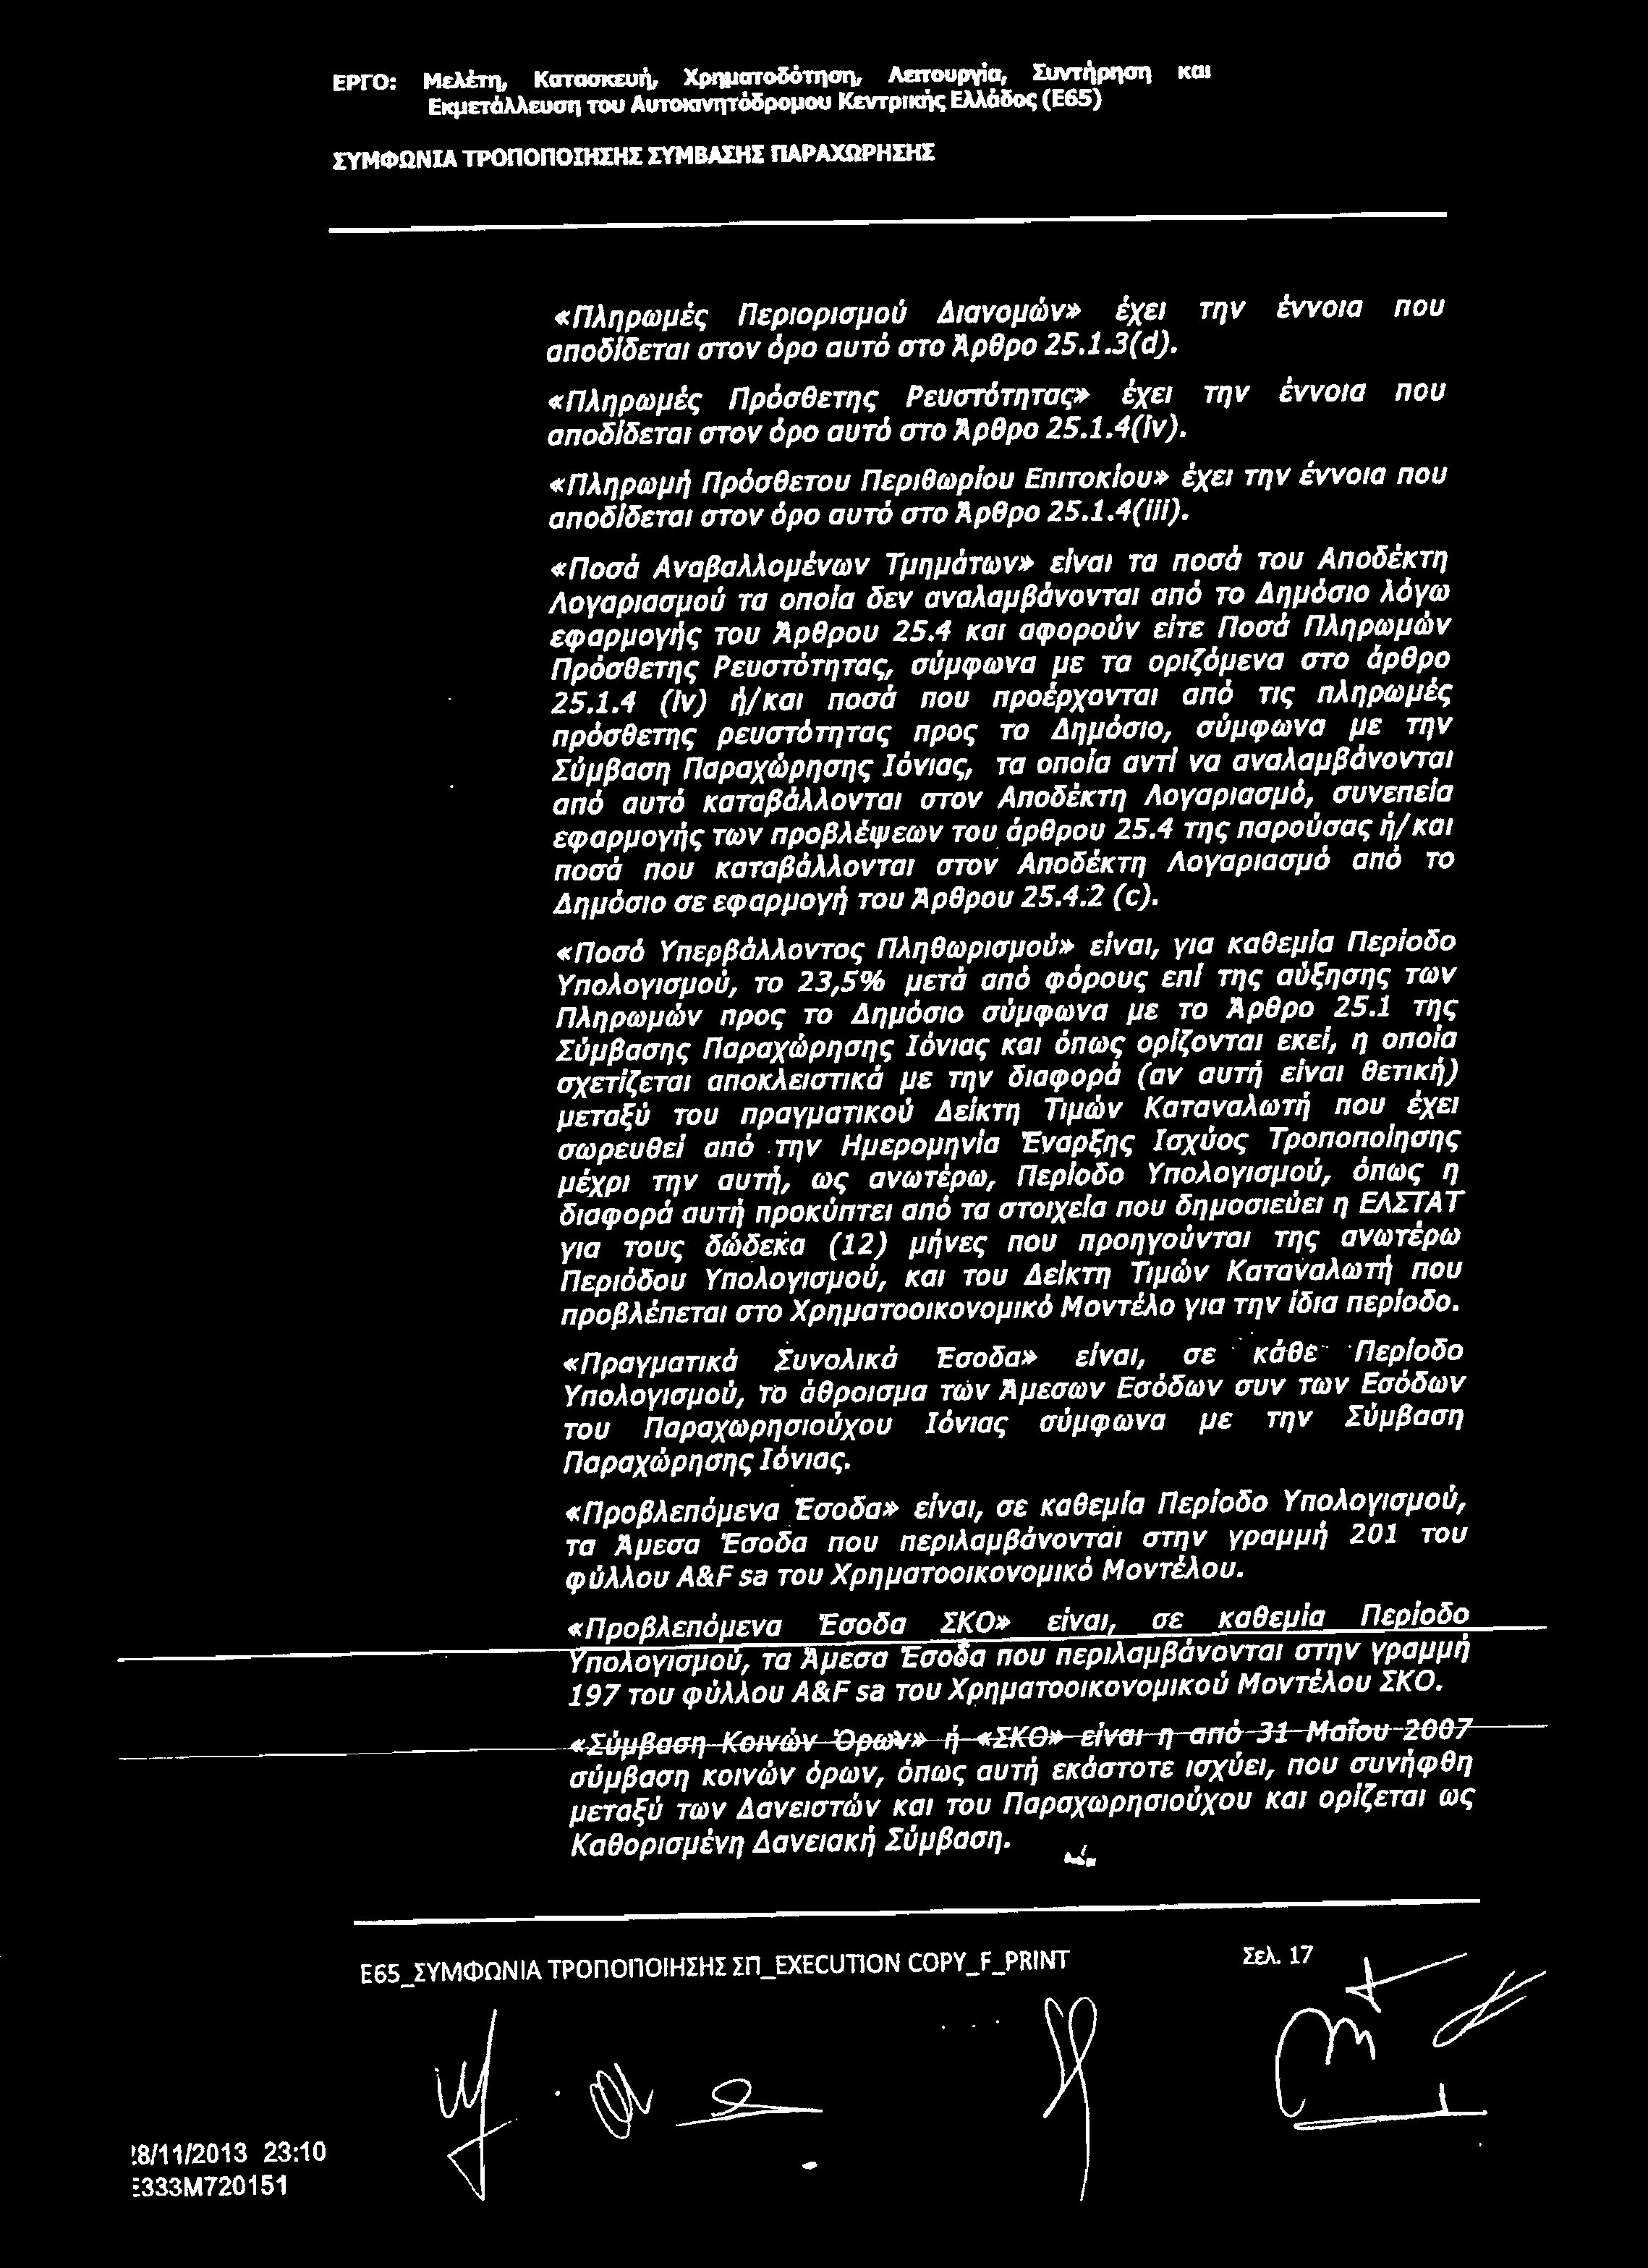 ΕΡΓΟ: Μελέτη, Κατασκευή, Χρηματοδότηση, Λειτουργία, Συντήρηση και
Εκμετάλλευση του Αυτοκινητόδρομου Κεντρικής Ελλάδος (Ε65)
ΣΥΜΦΩΝΙΑ ΤΡΟΠΟΠΟΙΗΣΗΣ ΣΥΜΒΑΣΗΣ ΠΑΡΑΧΩΡΗΣΗΣ
«Πληρωμές Περιορισμού Διανομών» έχει την έννοια που
αποδίδεται στον όρο αυτό στο Άρθρο 25.1.3(d).
«Πληρωμές Πρόσθετης Ρευστότητας» έχει την έννοια που
αποδίδεται στον όρο αυτό στο Άρθρο 25.1.4(iv).
«Πληρωμή Πρόσθετου Περιθωρίου Επιτοκίου» έχει την έννοια που
αποδίδεται στον όρο αυτό στο Άρθρο 25.1.4(iii).
«Ποσά Αναβαλλομένων Τμημάτων» είναι τα ποσά του Αποδέκτη
Λογαριασμού τα οποία δεν αναλαμβάνονται από το Δημόσιο λόγω
εφαρμογής του Άρθρου 25.4 και αφορούν είτε Ποσά Πληρωμών
Πρόσθετης Ρευστότητας, σύμφωνα με τα οριζόμενα στο άρθρο
25.1.4 (iv) ή/και ποσά που προέρχονται από τις πληρωμές
πρόσθετης ρευστότητας προς το Δημόσιο, σύμφωνα με την
Σύμβαση Παραχώρησης Ιόνιας, τα οποία αντί να αναλαμβάνονται
από αυτό καταβάλλονται στον Αποδέκτη Λογαριασμό, συνεπεία
εφαρμογής των προβλέψεων του άρθρου 25.4 της παρούσας ή/και
ποσά που καταβάλλονται στον Αποδέκτη Λογαριασμό από το
Δημόσιο σε εφαρμογή του Άρθρου 25.4.2 (c).
«Ποσό Υπερβάλλοντος Πληθωρισμού» είναι, για καθεμία Περίοδο
Υπολογισμού, το 23,5% μετά από φόρους επί της αύξησης των
Πληρωμών προς το Δημόσιο σύμφωνα με το Άρθρο 25.1 της
Σύμβασης Παραχώρησης Ιόνιας και όπως ορίζονται εκεί, η οποία
σχετίζεται αποκλειστικά με την διαφορά (αν αυτή είναι θετική)
μεταξύ του πραγματικού Δείκτη Τιμών Καταναλωτή που έχει
σωρευθεί από την Ημερομηνία Έναρξης Ισχύος Τροποποίησης
μέχρι την αυτή, ως ανωτέρω, Περίοδο Υπολογισμού, όπως η
διαφορά αυτή προκύπτει από τα στοιχεία που δημοσιεύει η ΕΛΣΤΑΤ
για τους δώδεκα (12) μήνες που προηγούνται της ανωτέρω
Περιόδου Υπολογισμού, και του Δείκτη Τιμών Καταναλωτή που
προβλέπεται στο Χρηματοοικονομικό Μοντέλο για την ίδια περίοδο.
«Πραγματικά Συνολικά Έσοδα» είναι, σε κάθε Περίοδο
Υπολογισμού, το άθροισμα των Άμεσων Εσόδων συν των Εσόδων
του Παραχωρησιούχου Ιόνιας σύμφωνα με την Σύμβαση
Παραχώρησης Ιόνιας.
«Προβλεπόμενα Έσοδα» είναι, σε καθεμία Περίοδο Υπολογισμού,
τα Άμεσα Έσοδα που περιλαμβάνονται στην γραμμή 201 του
φύλλου A&F sa του Χρηματοοικονομικό Μοντέλου.
«Προβλεπόμενα Έσοδα ΣΚΟ» είναι, σε καθεμία Περίοδο
Υπολογισμού, τα Άμεσα Έσοδα που περιλαμβάνονται στην γραμμή
197 του φύλλου A&F sa του Χρηματοοικονομικού Μοντέλου ΣΚΟ.
«Σύμβαση Κοινών Όρων» ή «ΣΚΟ» είναι η από 31 Μαΐου 2007
σύμβαση κοινών όρων, όπως αυτή εκάστοτε ισχύει, που συνήφθη
μεταξύ των Δανειστών και του Παραχωρησιούχου και ορίζεται ως
Καθορισμένη Δανειακή Σύμβαση.
E65_ΣΥΜΦΩΝΙΑ ΤΡΟΠΟΠΟΙΗΣΗΣ ΣΠ_EXECUTION COPY_F_PRINT Σελ. 17
8/11/2013 23:10
333M720151